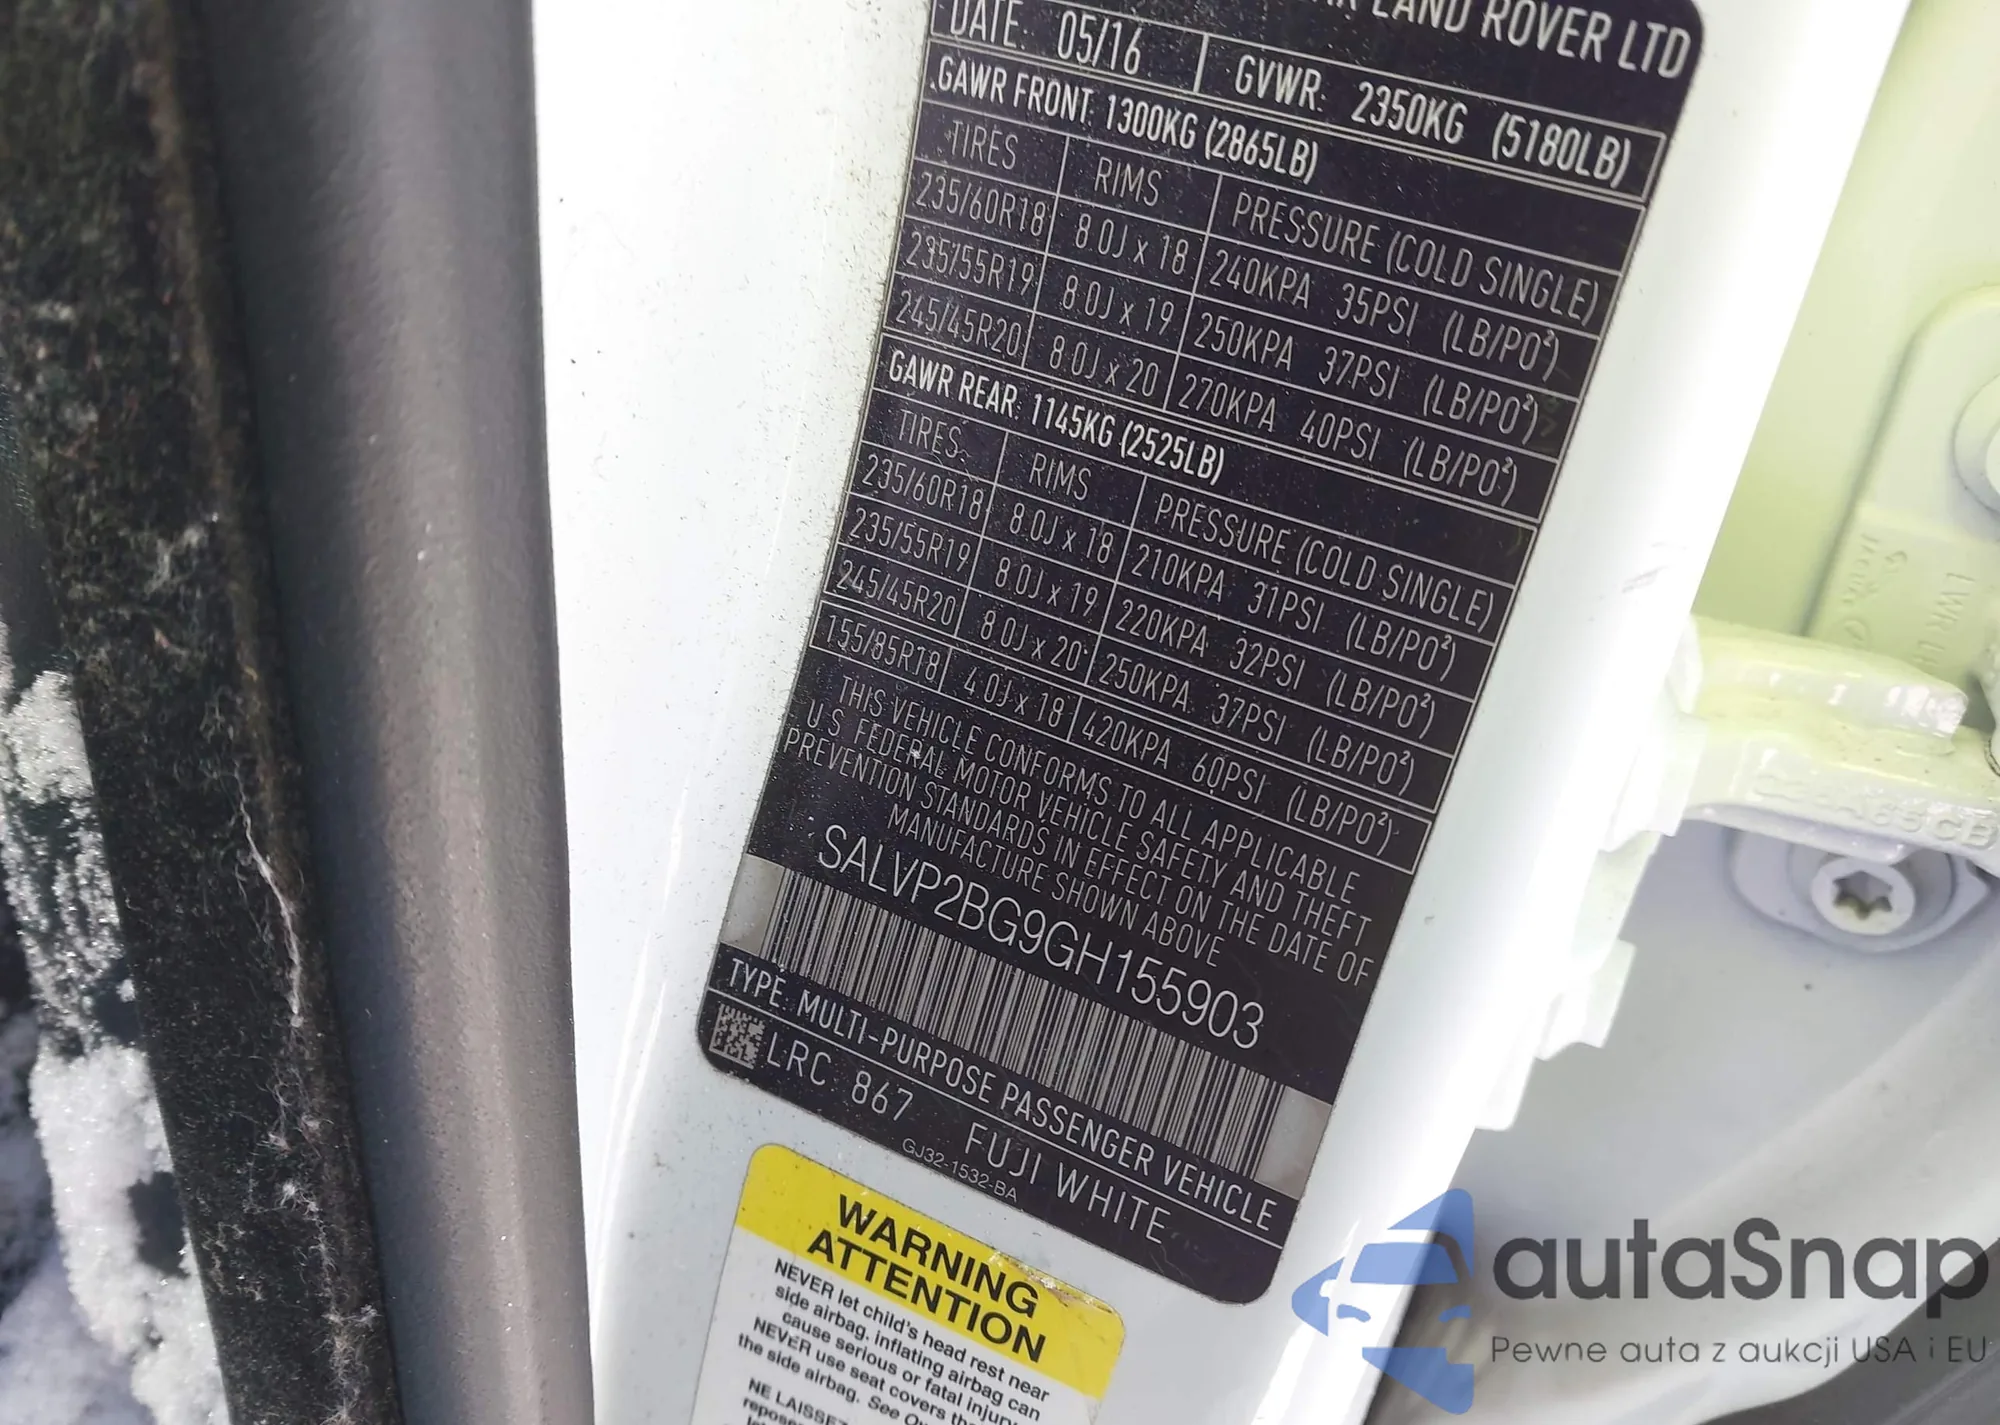 LAND ROVER LTD
DATE: 05/16 GVWR: 2350KG (5180LB)
GAWR FRONT: 1300KG (2865LB)
TIRES RIMS PRESSURE (COLD SINGLE)
235/60R18 8.0J x 18 240KPA 35PSI (LB/PO²)
235/55R19 8.0J x 19 250KPA 37PSI (LB/PO²)
245/45R20 8.0J x 20 270KPA 40PSI (LB/PO²)
GAWR REAR: 1145KG (2525LB)
TIRES RIMS PRESSURE (COLD SINGLE)
235/60R18 8.0J x 18 210KPA 31PSI (LB/PO²)
235/55R19 8.0J x 19 220KPA 32PSI (LB/PO²)
245/45R20 8.0J x 20 250KPA 37PSI (LB/PO²)
155/85R18 4.0J x 18 420KPA 60PSI (LB/PO²)
THIS VEHICLE CONFORMS TO ALL APPLICABLE
U.S. FEDERAL MOTOR VEHICLE SAFETY AND THEFT
PREVENTION STANDARDS IN EFFECT ON THE DATE OF
MANUFACTURE SHOWN ABOVE
SALVP2BG9GH155903
TYPE: MULTI-PURPOSE PASSENGER VEHICLE
LRC 867 FUJI WHITE
GJ32-1532-BA
WARNING
ATTENTION
NEVER let child's head rest near
side airbag, inflating airbag can
cause serious or fatal injury.
NEVER use seat covers
the side airbag. See
NE LAISSEZ
LWR LH
autaSnap
Pewne auta z aukcji USA i EU